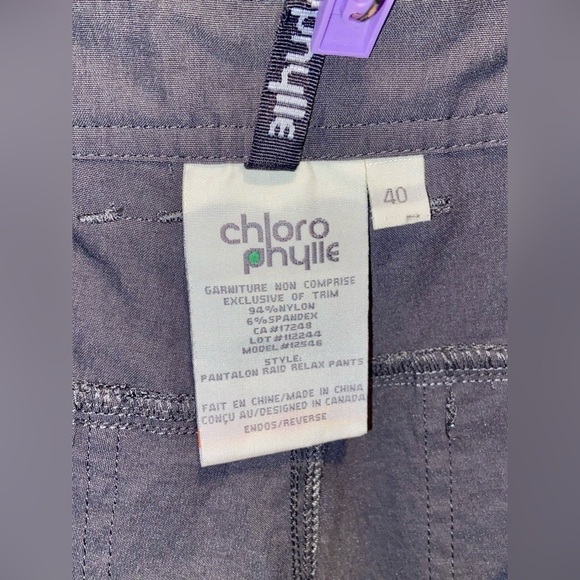 phylle
40
chloro
phylle
GARNITURE NON COMPRISE
EXCLUSIVE OF TRIM
94%NYLON
6%SPANDEX
CA#17248
LOT#112244
MODEL#12546
STYLE:
PANTALON RAID RELAX PANTS
FAIT EN CHINE/MADE IN CHINA
CONÇU AU/DESIGNED IN CANADA
ENDOS/REVERSE